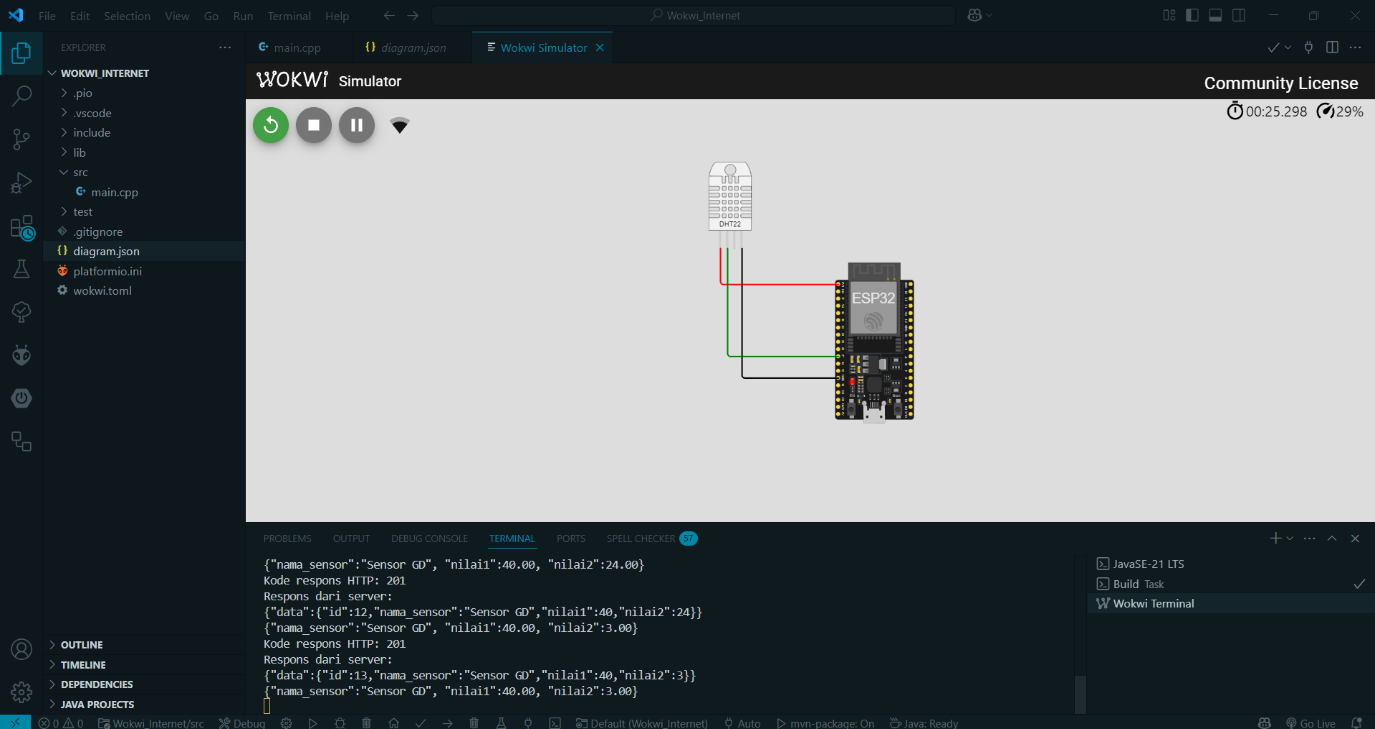 File Edit Selection View Go Run Terminal Help
Wokwi_Internet
EXPLORER
WOKWI_INTERNET
.pio
.vscode
include
lib
src
main.cpp
test
.gitignore
diagram.json
platformio.ini
wokwi.toml
OUTLINE
TIMELINE
DEPENDENCIES
JAVA PROJECTS
main.cpp
diagram.json
Wokwi Simulator
WOKWI Simulator
Community License
00:25.298 29%
DHT22
ESP32
PROBLEMS OUTPUT DEBUG CONSOLE TERMINAL PORTS SPELL CHECKER 57
{"nama_sensor":"Sensor GD", "nilai1":40.00, "nilai2":24.00}
Kode respons HTTP: 201
Respons dari server:
{"data":{"id":12,"nama_sensor":"Sensor GD","nilai1":40,"nilai2":24}}
{"nama_sensor":"Sensor GD", "nilai1":40.00, "nilai2":3.00}
Kode respons HTTP: 201
Respons dari server:
{"data":{"id":13,"nama_sensor":"Sensor GD","nilai1":40,"nilai2":3}}
{"nama_sensor":"Sensor GD", "nilai1":40.00, "nilai2":3.00}
JavaSE-21 LTS
Build Task
Wokwi Terminal
0 0 Wokwi_Internet/src Debug Default (Wokwi_Internet) Auto mvn-package: On Java: Ready Go Live